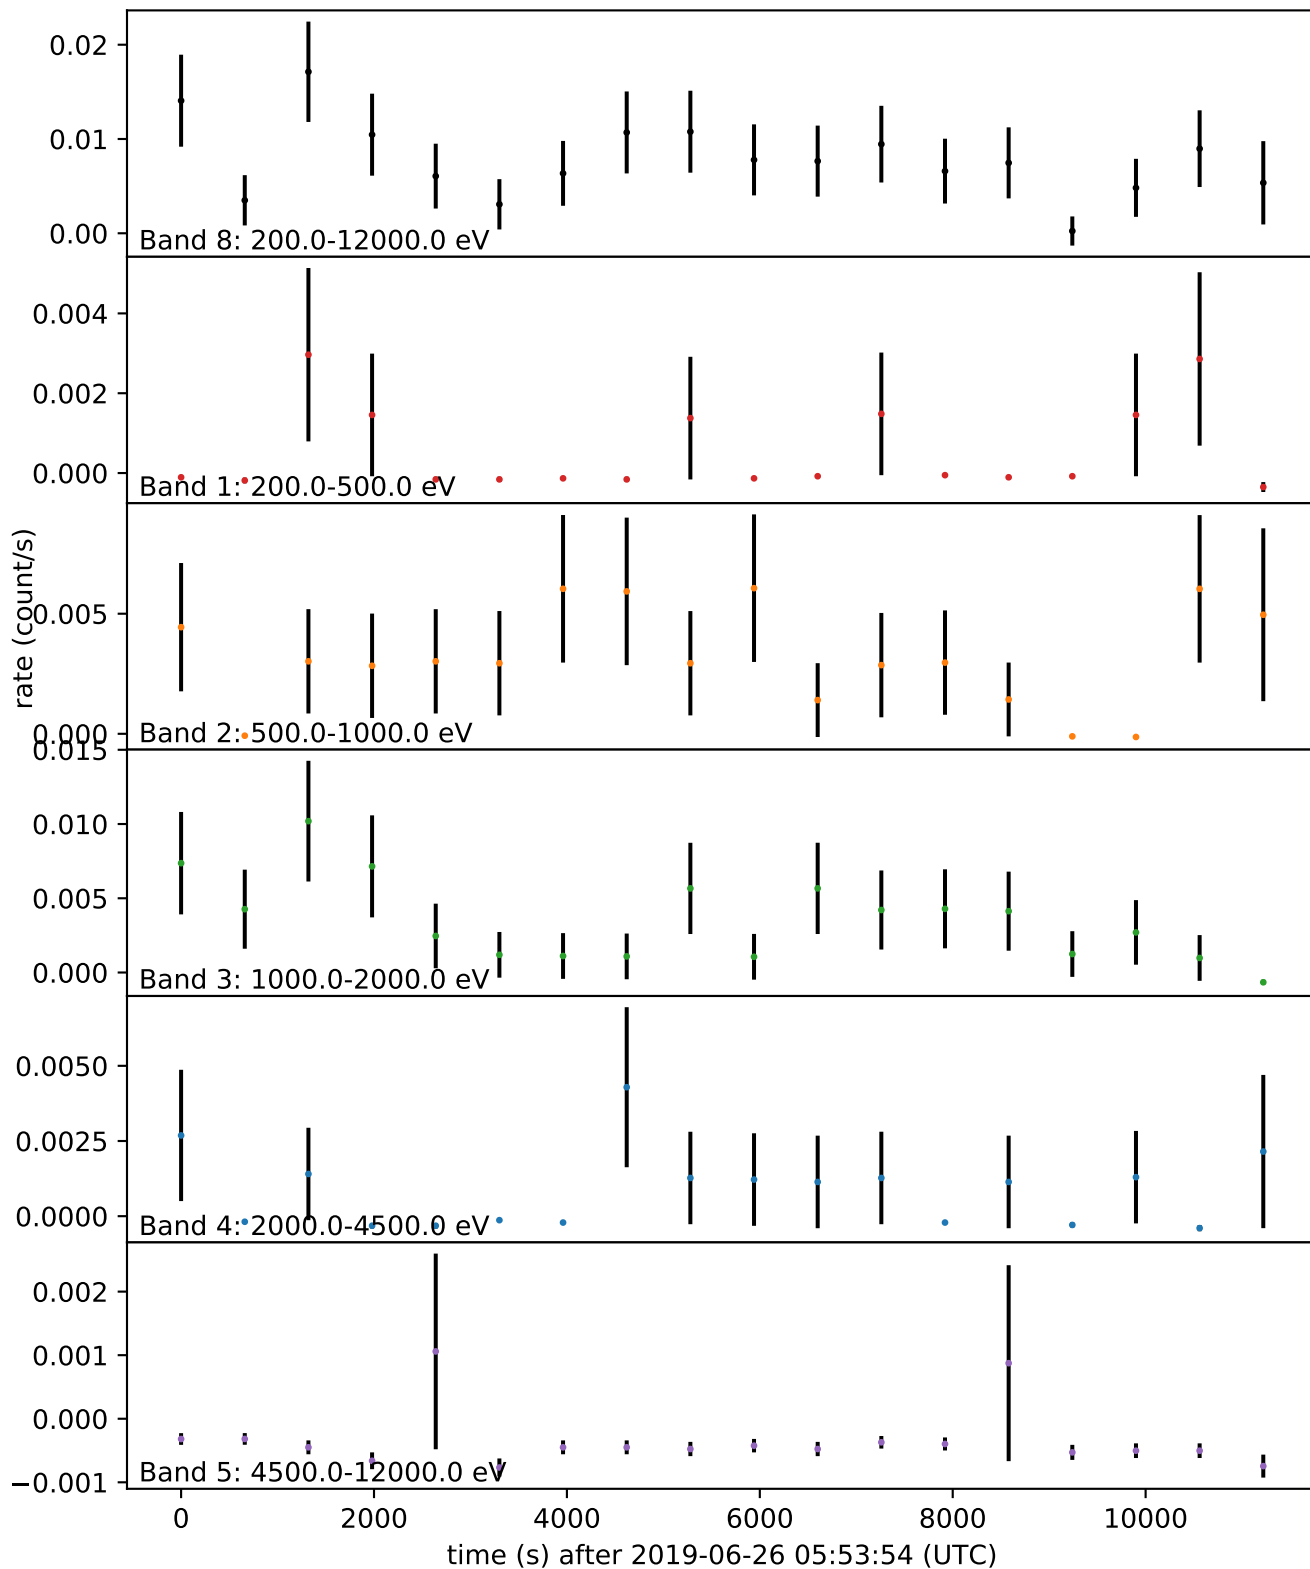 0.02
0.01
0.00
Band 8: 200.0-12000.0 eV
0.004
0.002
0.000
Band 1: 200.0-500.0 eV
rate (count/s)
0.005
0.000
Band 2: 500.0-1000.0 eV
0.015
0.010
0.005
0.000
Band 3: 1000.0-2000.0 eV
0.0050
0.0025
0.0000
Band 4: 2000.0-4500.0 eV
0.002
0.001
0.000
−0.001
Band 5: 4500.0-12000.0 eV
0 2000 4000 6000 8000 10000
time (s) after 2019-06-26 05:53:54 (UTC)